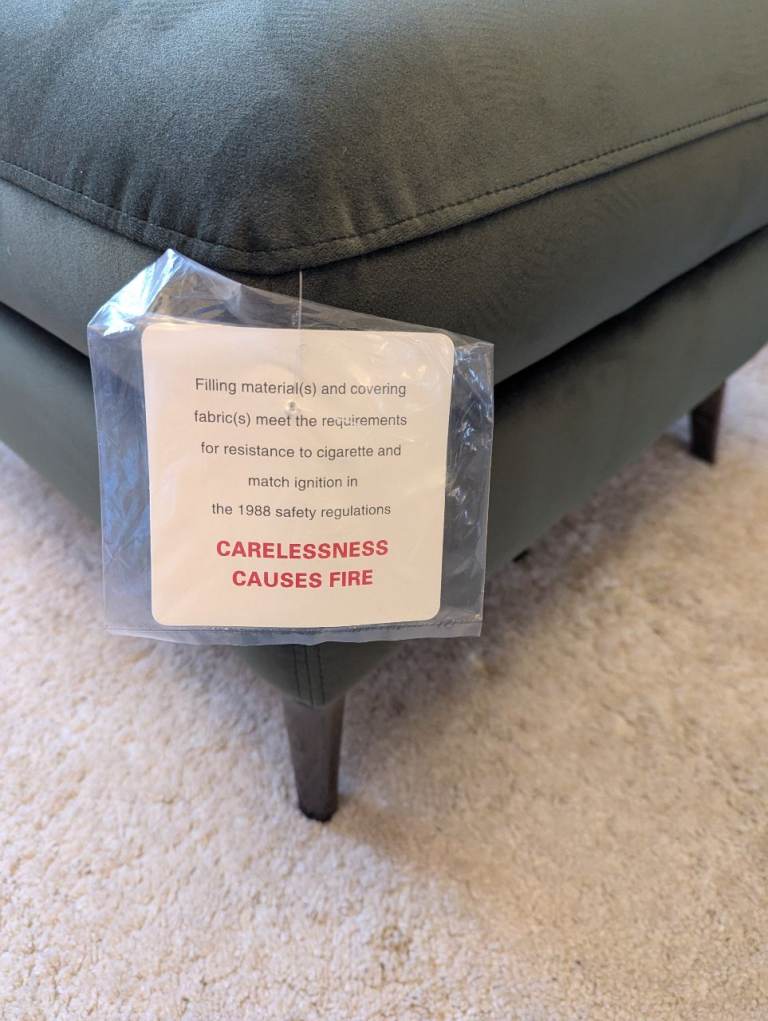 Filling material(s) and covering
fabric(s) meet the requirements
for resistance to cigarette and
match ignition in
the 1988 safety regulations
CARELESSNESS
CAUSES FIRE